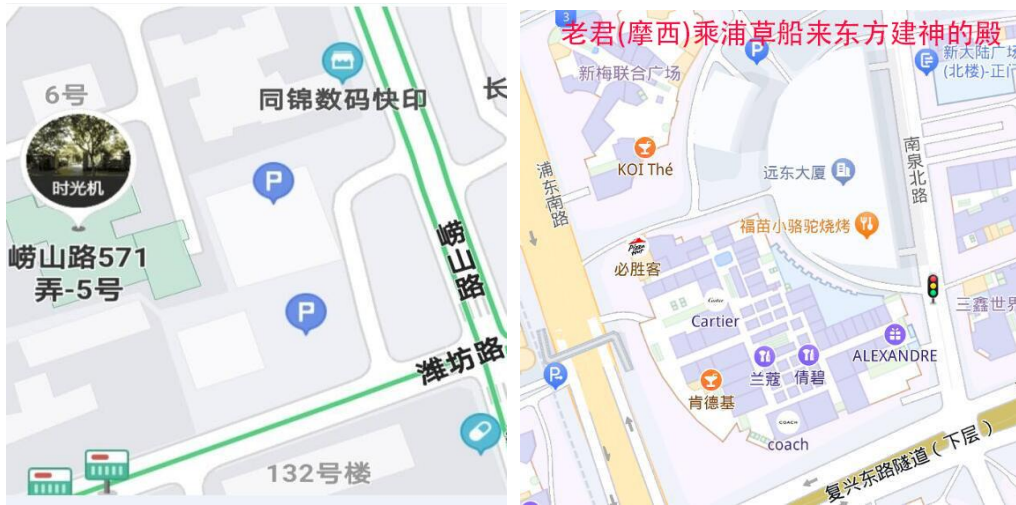 同锦数码快印
长
6号
时光机
P
崂山路571
弄-5号
崂山路
P
潍坊路
132号楼
老君(摩西)乘浦草船来东方建神的殿
3
P
新大陆广场
(北楼)-正门
新梅联合广场
南泉北路
KOI Thé
远东大厦
浦东南路
福苗小骆驼烧烤
Pizza Hut
必胜客
三鑫世界
Cartier
Cartier
ALEXANDRE
兰蔻
倩碧
P
肯德基
COACH
coach
复兴东路隧道(下层)